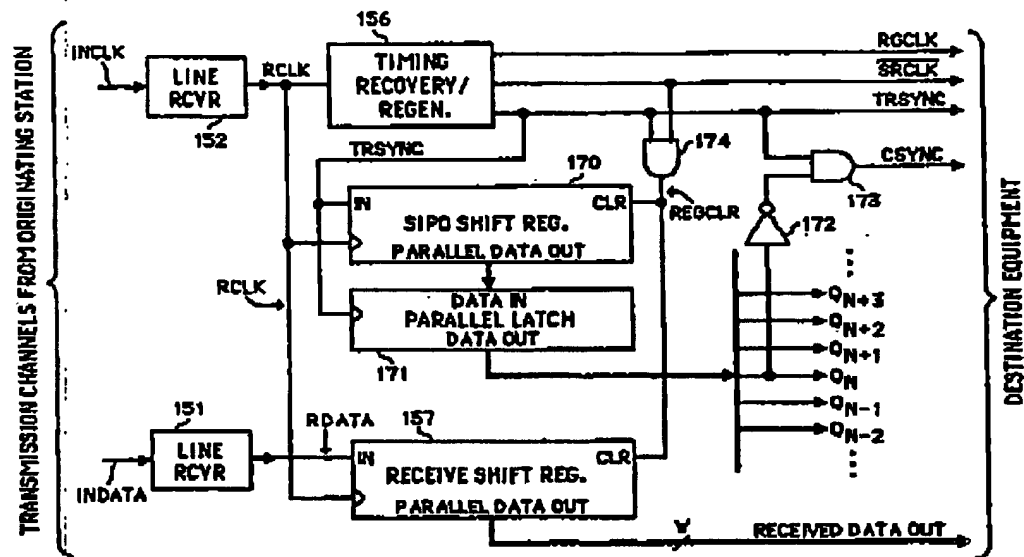 TRANSMISSION CHANNELS FROM ORIGINATING STATION
INCLK
LINE
RCVR
152
RCLK
156
TIMING
RECOVERY/
REGEN.
RGCLK
SRCLK
TRSYNC
CSYNC
174
173
TRSYNC
170
IN
CLR
SIPO SHIFT REG.
PARALLEL DATA OUT
REGCLR
172
RCLK
DATA IN
PARALLEL LATCH
DATA OUT
171
QN+3
QN+2
QN+1
QN
QN-1
QN-2
151
LINE
RCVR
INDATA
RDATA
157
IN
CLR
RECEIVE SHIFT REG.
PARALLEL DATA OUT
W
RECEIVED DATA OUT
DESTINATION EQUIPMENT